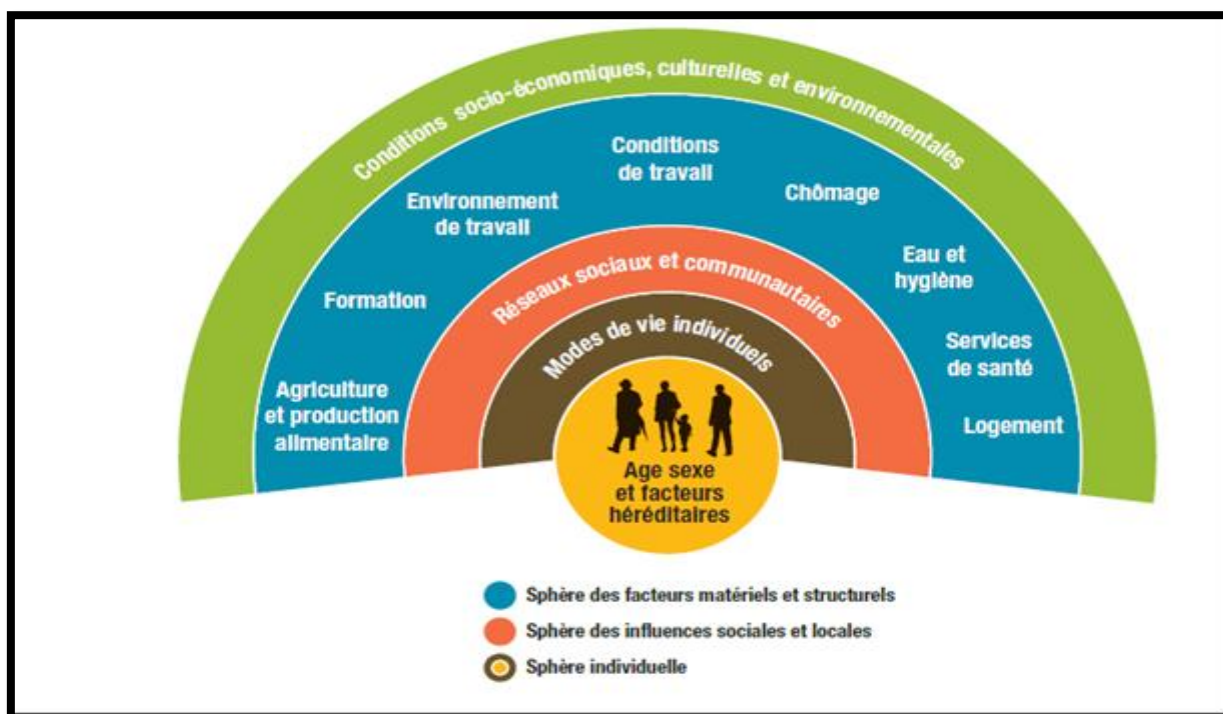 Conditions socio-économiques, culturelles et environnementales
Conditions
de travail
Environnement
de travail
Chômage
Formation
Eau et
hygiène
Agriculture
et production
alimentaire
Services
de santé
Logement
Réseaux sociaux et communautaires
Modes de vie individuels
Age sexe
et facteurs
héréditaires
Sphère des facteurs matériels et structurels
Sphère des influences sociales et locales
Sphère individuelle